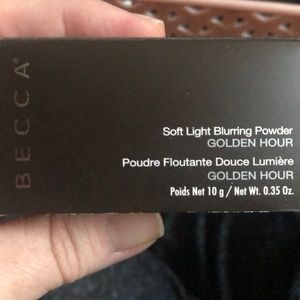 BECCA
Soft Light Blurring Powder
GOLDEN HOUR
Poudre Floutante Douce Lumière
GOLDEN HOUR
Poids Net 10 g / Net Wt. 0.35 Oz.